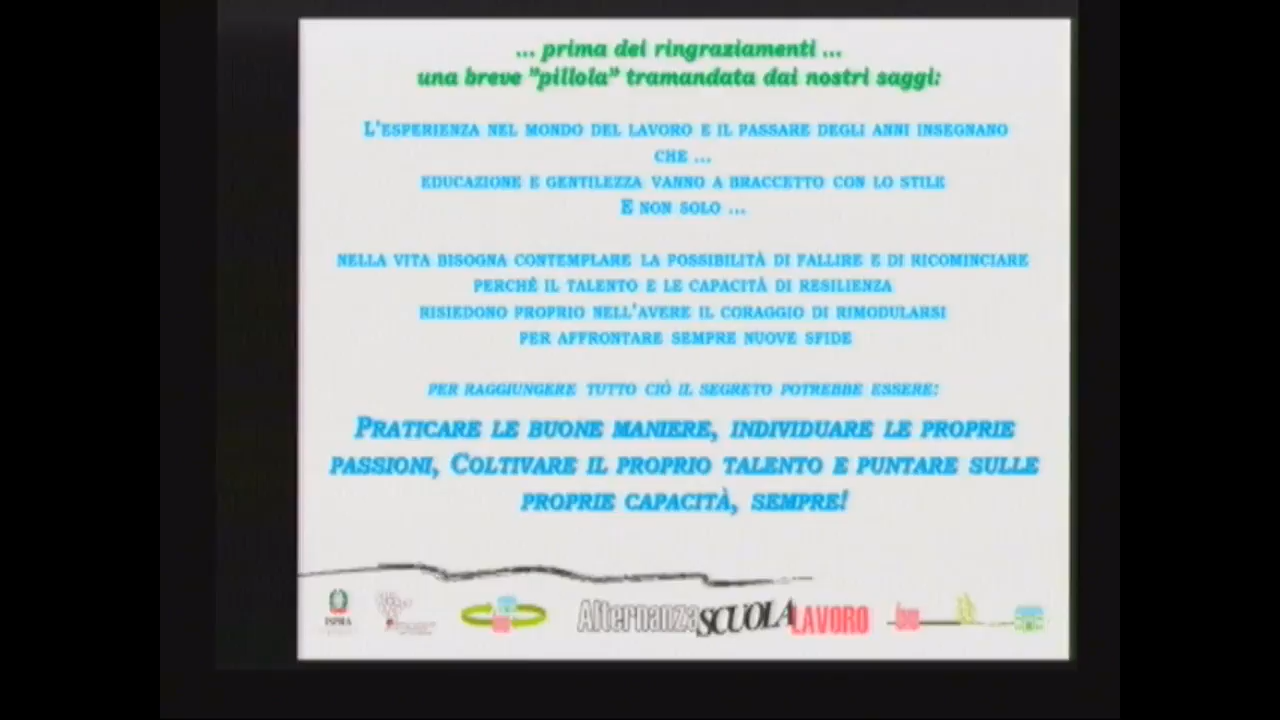 ... prima dei ringraziamenti ...
una breve "pillola" tramandata dai nostri saggi:
L'ESPERIENZA NEL MONDO DEL LAVORO E IL PASSARE DEGLI ANNI INSEGNANO
CHE ...
EDUCAZIONE E GENTILEZZA VANNO A BRACCETTO CON LO STILE
E NON SOLO ...
NELLA VITA BISOGNA CONTEMPLARE LA POSSIBILITÀ DI FALLIRE E DI RICOMINCIARE
PERCHÉ IL TALENTO E LE CAPACITÀ DI RESILIENZA
RISIEDONO PROPRIO NELL'AVERE IL CORAGGIO DI RIMODULARSI
PER AFFRONTARE SEMPRE NUOVE SFIDE
PER RAGGIUNGERE TUTTO CIÒ IL SEGRETO POTREBBE ESSERE:
PRATICARE LE BUONE MANIERE, INDIVIDUARE LE PROPRIE
PASSIONI, COLTIVARE IL PROPRIO TALENTO E PUNTARE SULLE
PROPRIE CAPACITÀ, SEMPRE!
ISPRA
Alternanza SCUOLA LAVORO